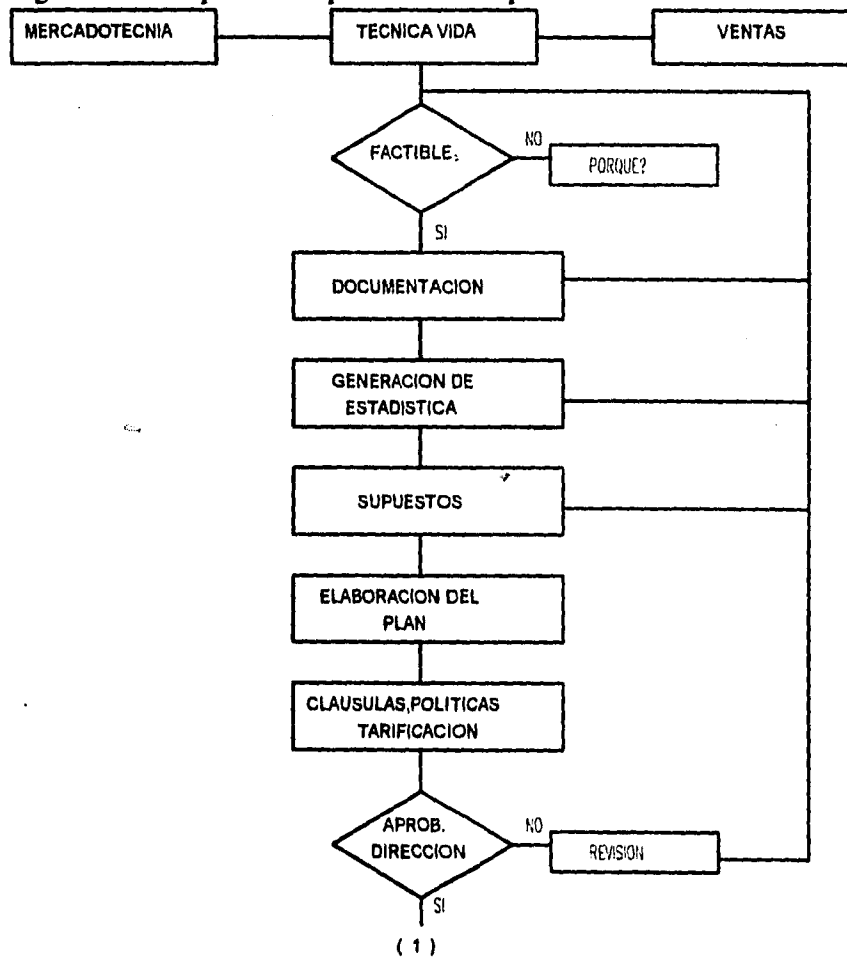 MERCADOTECNIA
TECNICA VIDA
VENTAS
FACTIBLE.
NO
PORQUE?
SI
DOCUMENTACION
GENERACION DE
ESTADISTICA
SUPUESTOS
ELABORACION DEL
PLAN
CLAUSULAS,POLITICAS
TARIFICACION
APROB.
DIRECCION
NO
REVISION
SI
( 1 )